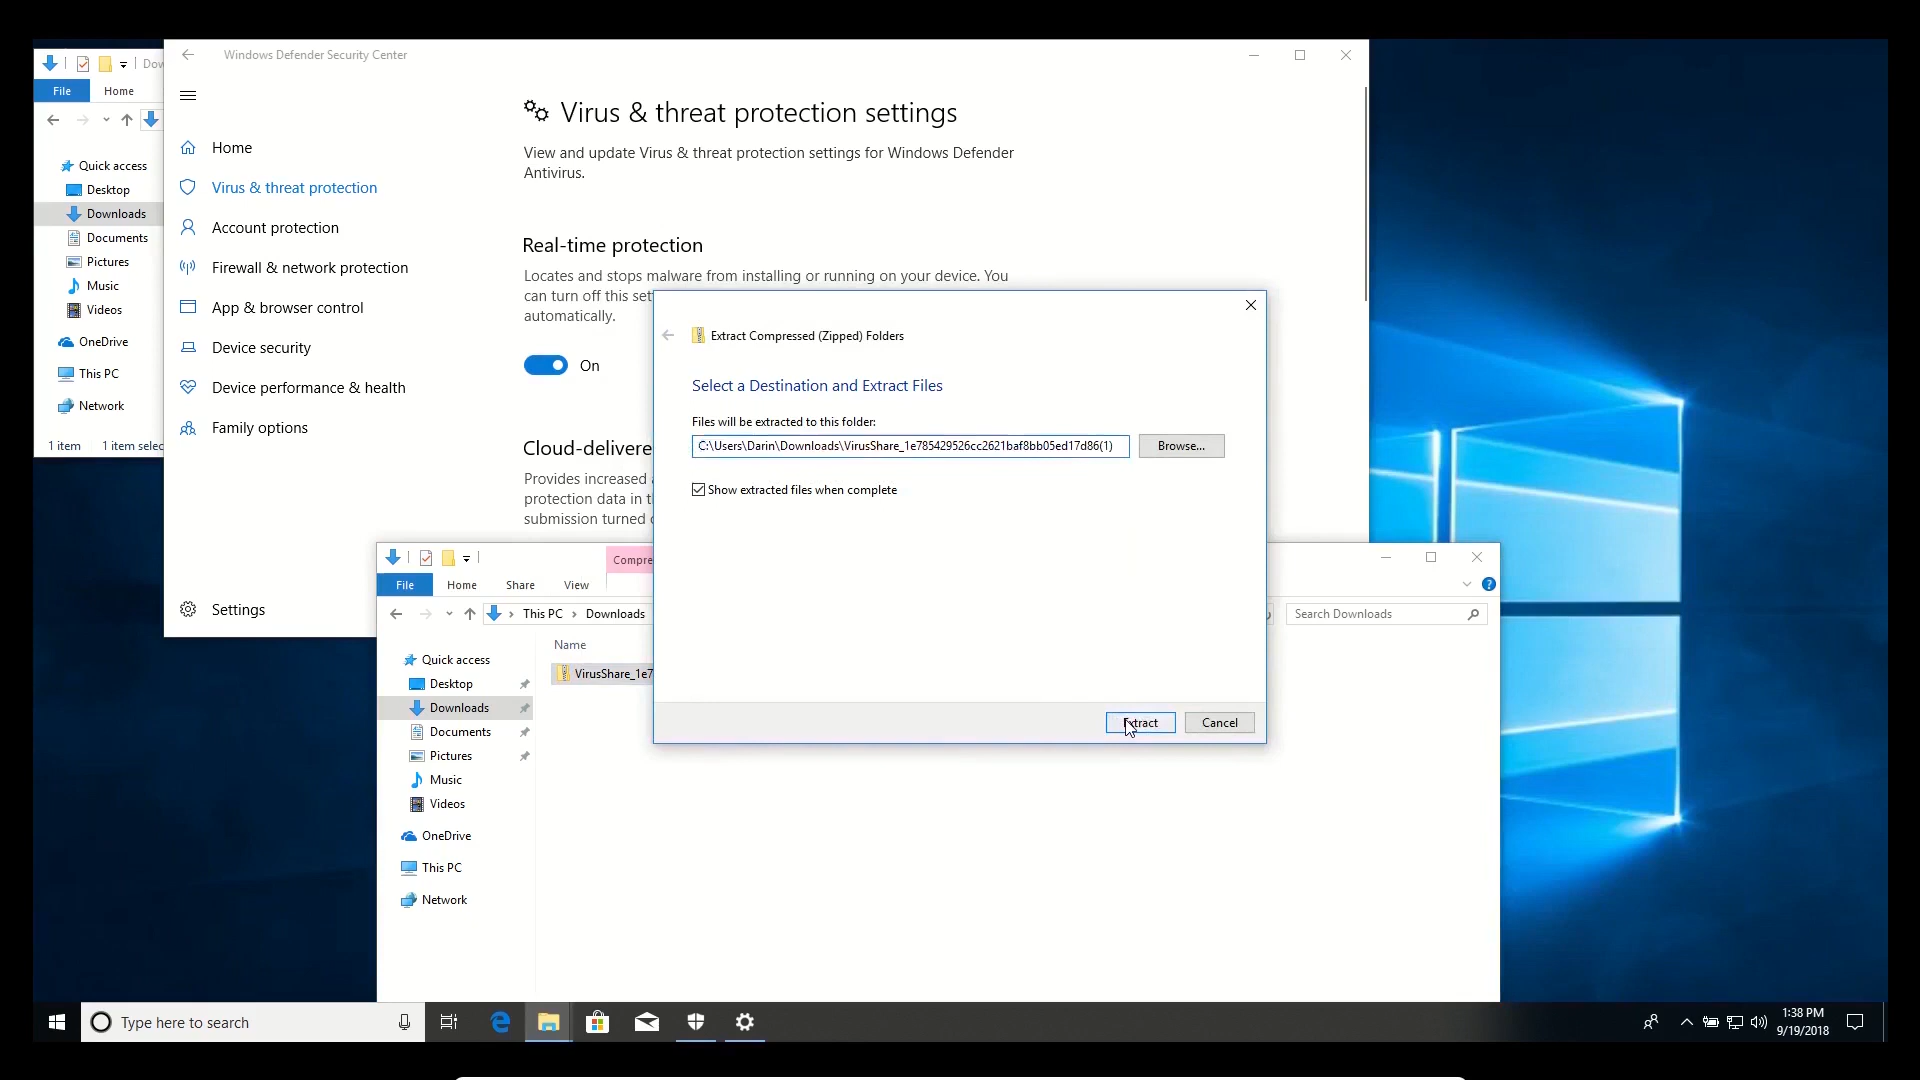 Dow
File
Home
Quick access
Desktop
Downloads
Documents
Pictures
Music
Videos
OneDrive
This PC
Network
1 item
1 item selec
Windows Defender Security Center
Home
Virus & threat protection
Account protection
Firewall & network protection
App & browser control
Device security
Device performance & health
Family options
Settings
Virus & threat protection settings
View and update Virus & threat protection settings for Windows Defender
Antivirus.
Real-time protection
Locates and stops malware from installing or running on your device. You
can turn off this set
automatically.
On
Cloud-delivere
Provides increased
protection data in t
submission turned
Extract Compressed (Zipped) Folders
Select a Destination and Extract Files
Files will be extracted to this folder:
C:\Users\Darin\Downloads\VirusShare_1e785429526cc2621baf8bb05ed17d86(1)
Browse...
Show extracted files when complete
Extract
Cancel
Compre
File
Home
Share
View
This PC
Downloads
Search Downloads
Name
VirusShare_1e7
Quick access
Desktop
Downloads
Documents
Pictures
Music
Videos
OneDrive
This PC
Network
Type here to search
1:38 PM
9/19/2018